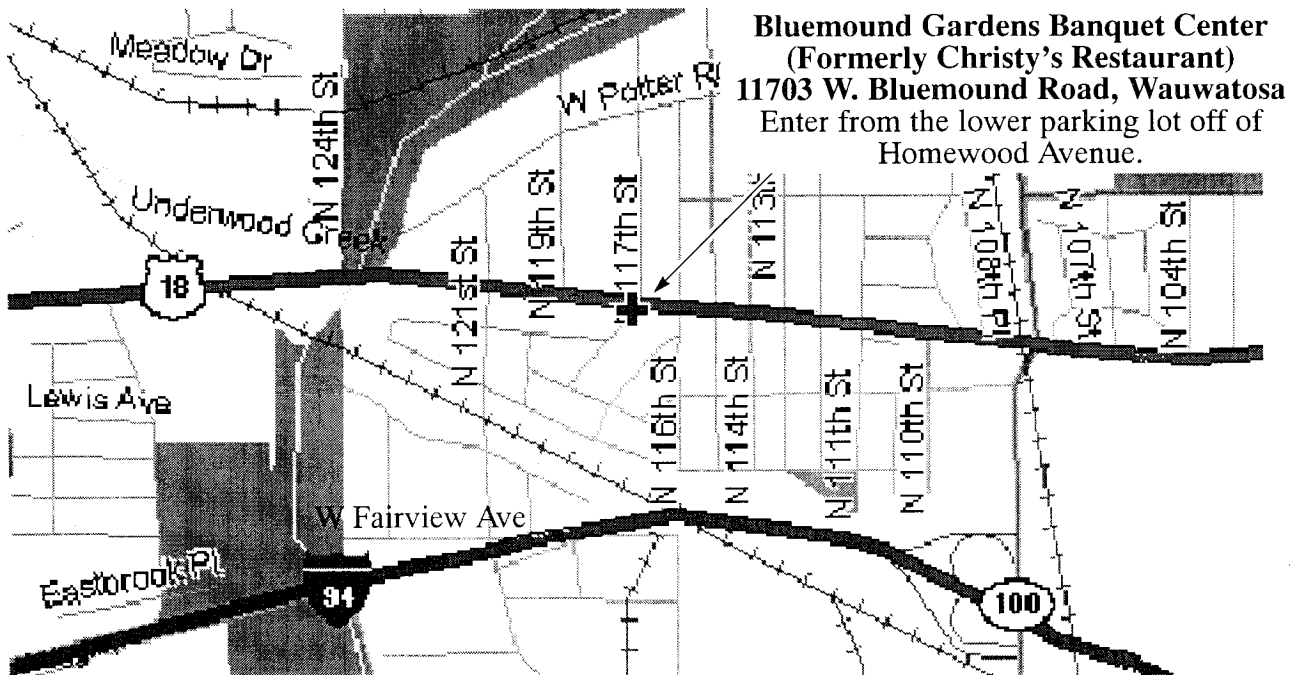 Bluemound Gardens Banquet Center
(Formerly Christy's Restaurant)
11703 W. Bluemound Road, Wauwatosa
Enter from the lower parking lot off of
Homewood Avenue.
Meadow Dr
N 124th St
W Potter Rd
Underwood Creek
18
N 121st St
N 119th St
N 117th St
N 113th
N 108th Pl
N 107th St
N 104th St
Lewis Ave
N 116th St
N 114th St
N 111th St
N 110th St
W Fairview Ave
Eastbrook Pl
94
100